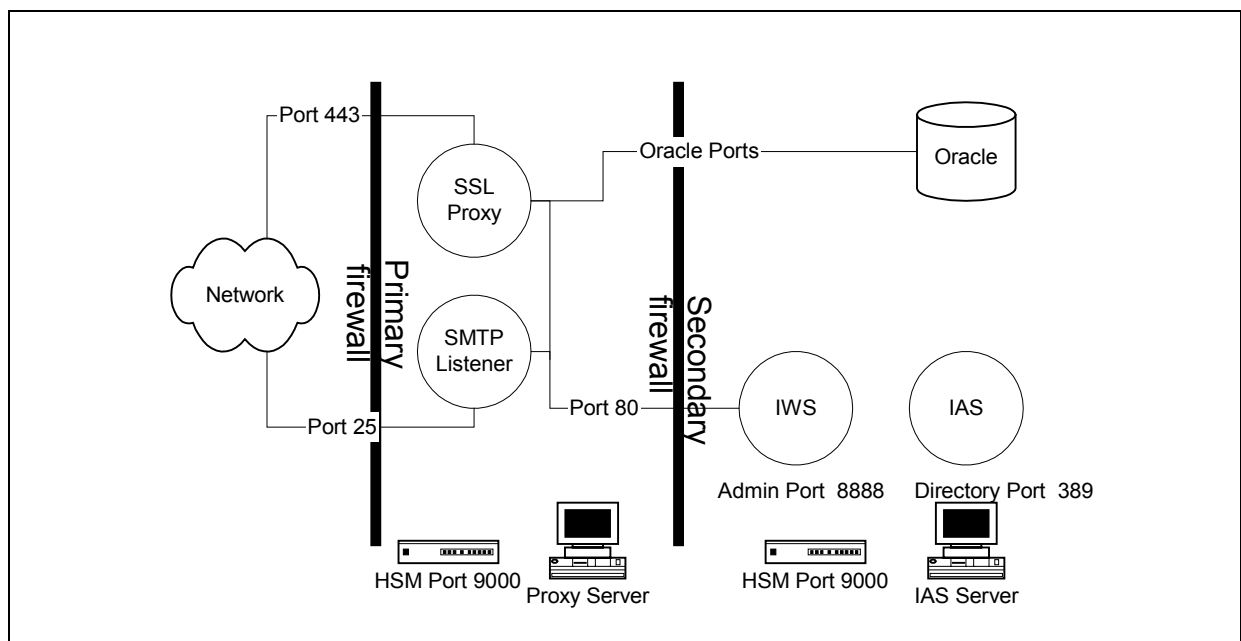 Port 443
Oracle Ports
Oracle
SSL
Proxy
Network
Primary
firewall
Secondary
firewall
SMTP
Listener
Port 80
IWS
IAS
Port 25
Admin Port 8888
Directory Port 389
HSM Port 9000
Proxy Server
HSM Port 9000
IAS Server